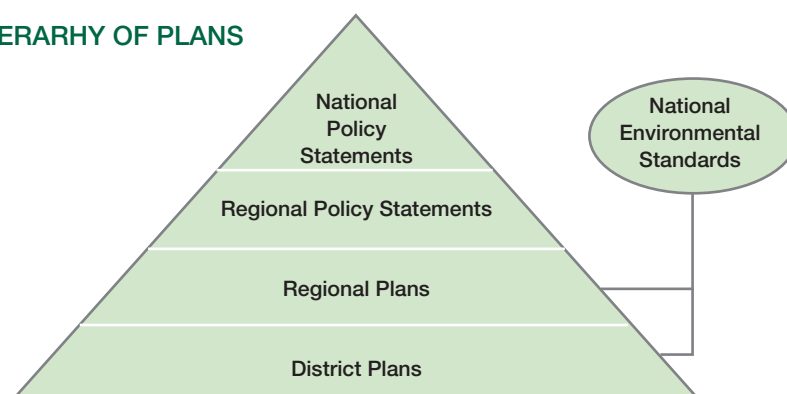 ERARHY OF PLANS
National
Policy
Statements
National
Environmental
Standards
Regional Policy Statements
Regional Plans
District Plans